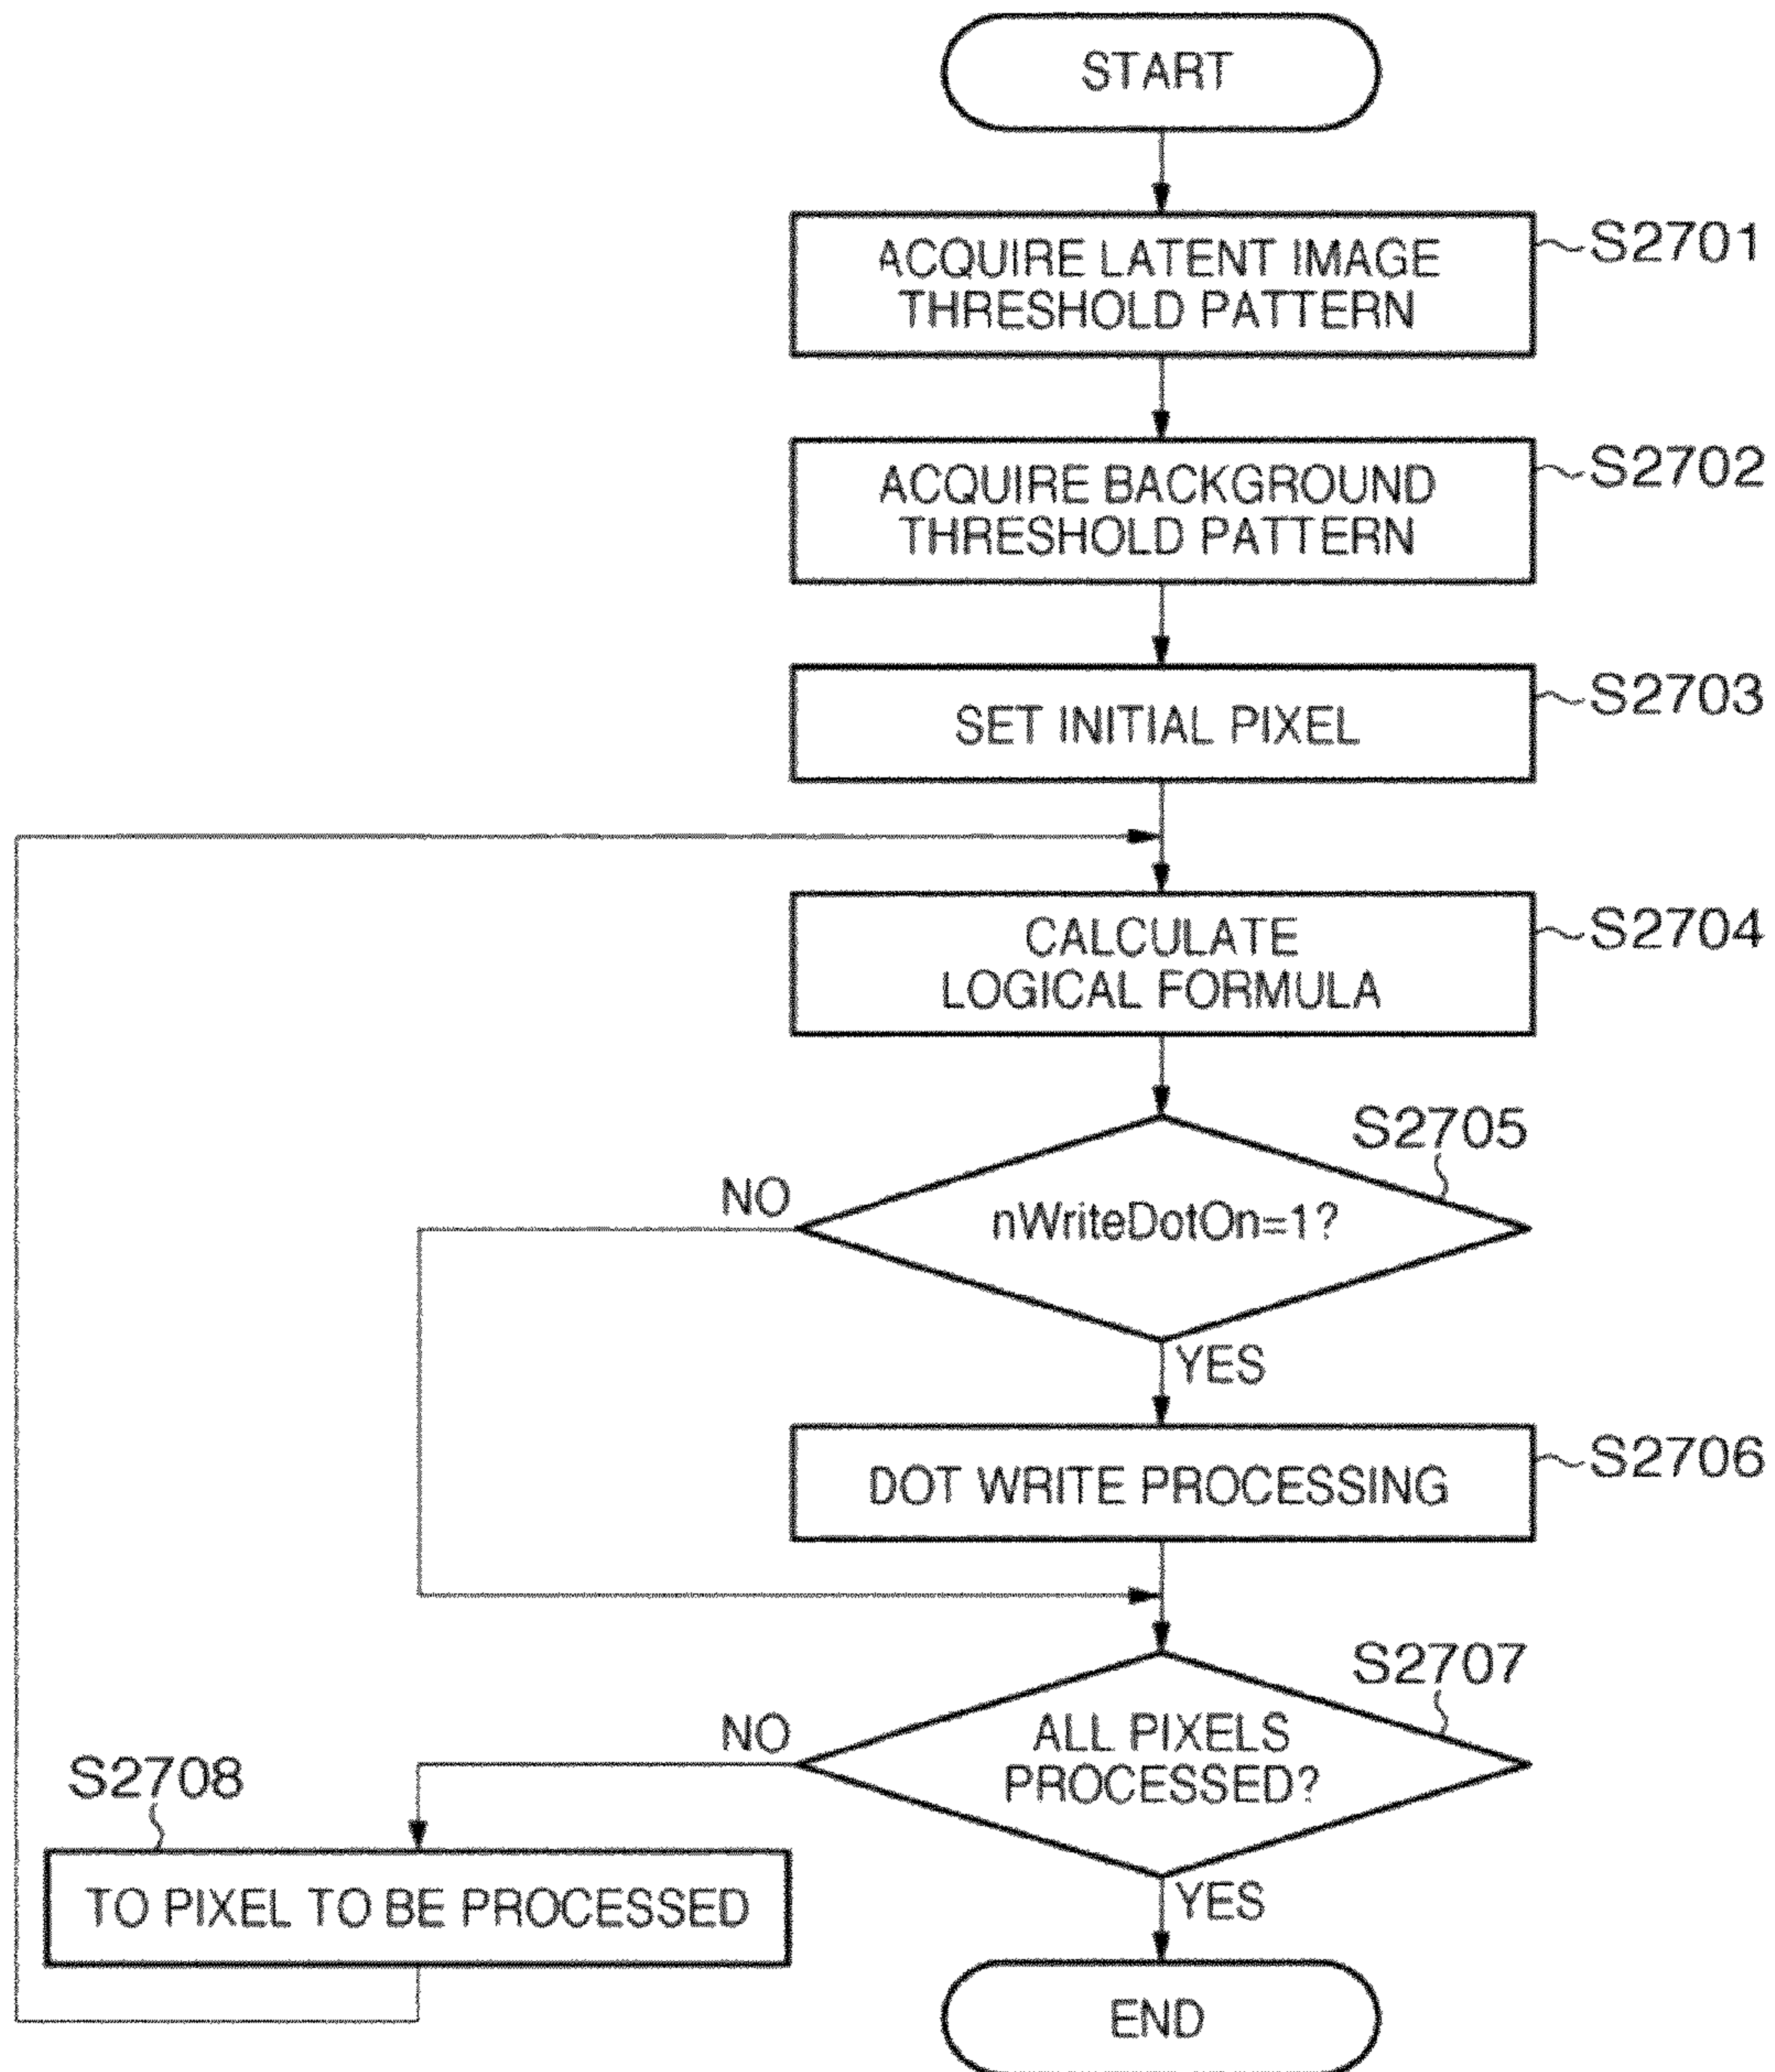 START
ACQUIRE LATENT IMAGE
THRESHOLD PATTERN
S2701
ACQUIRE BACKGROUND
THRESHOLD PATTERN
S2702
SET INITIAL PIXEL
S2703
CALCULATE
LOGICAL FORMULA
S2704
S2705
NO
nWriteDotOn=1?
YES
DOT WRITE PROCESSING
S2706
S2707
NO
ALL PIXELS
PROCESSED?
S2708
TO PIXEL TO BE PROCESSED
YES
END